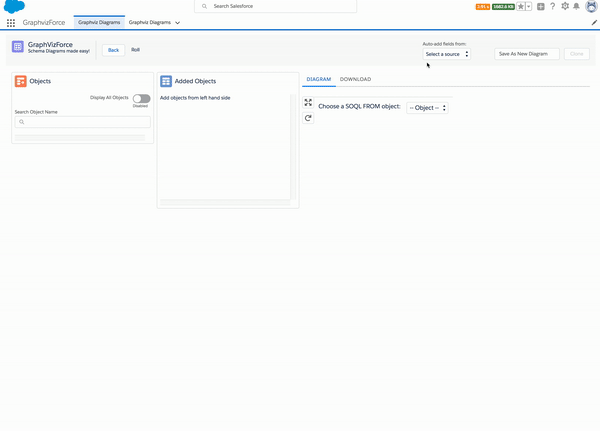 Search Salesforce
GraphvizForce
Graphviz Diagrams
Graphviz Diagrams
GraphVizForce
Schema Diagrams made easy!
Back
Roll
Auto-add fields from:
Select a source
Save As New Diagram
Clone
Objects
Display All Objects
Disabled
Search Object Name
Added Objects
Add objects from left hand side
DIAGRAM
DOWNLOAD
Choose a SOQL FROM object:
-- Object --